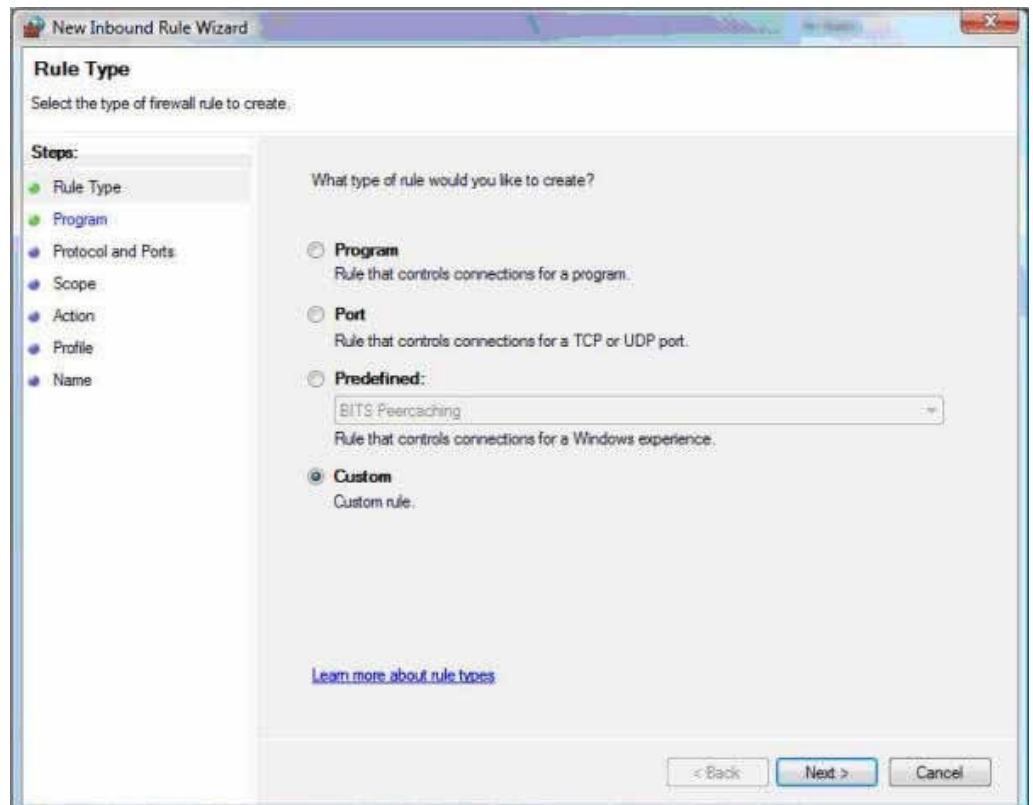 New Inbound Rule Wizard
Rule Type
Select the type of firewall rule to create.
Steps:
Rule Type
Program
Protocol and Ports
Scope
Action
Profile
Name
What type of rule would you like to create?
Program
Rule that controls connections for a program.
Port
Rule that controls connections for a TCP or UDP port.
Predefined:
BITS Peercaching
Rule that controls connections for a Windows experience.
Custom
Custom rule.
Learn more about rule types
< Back
Next >
Cancel